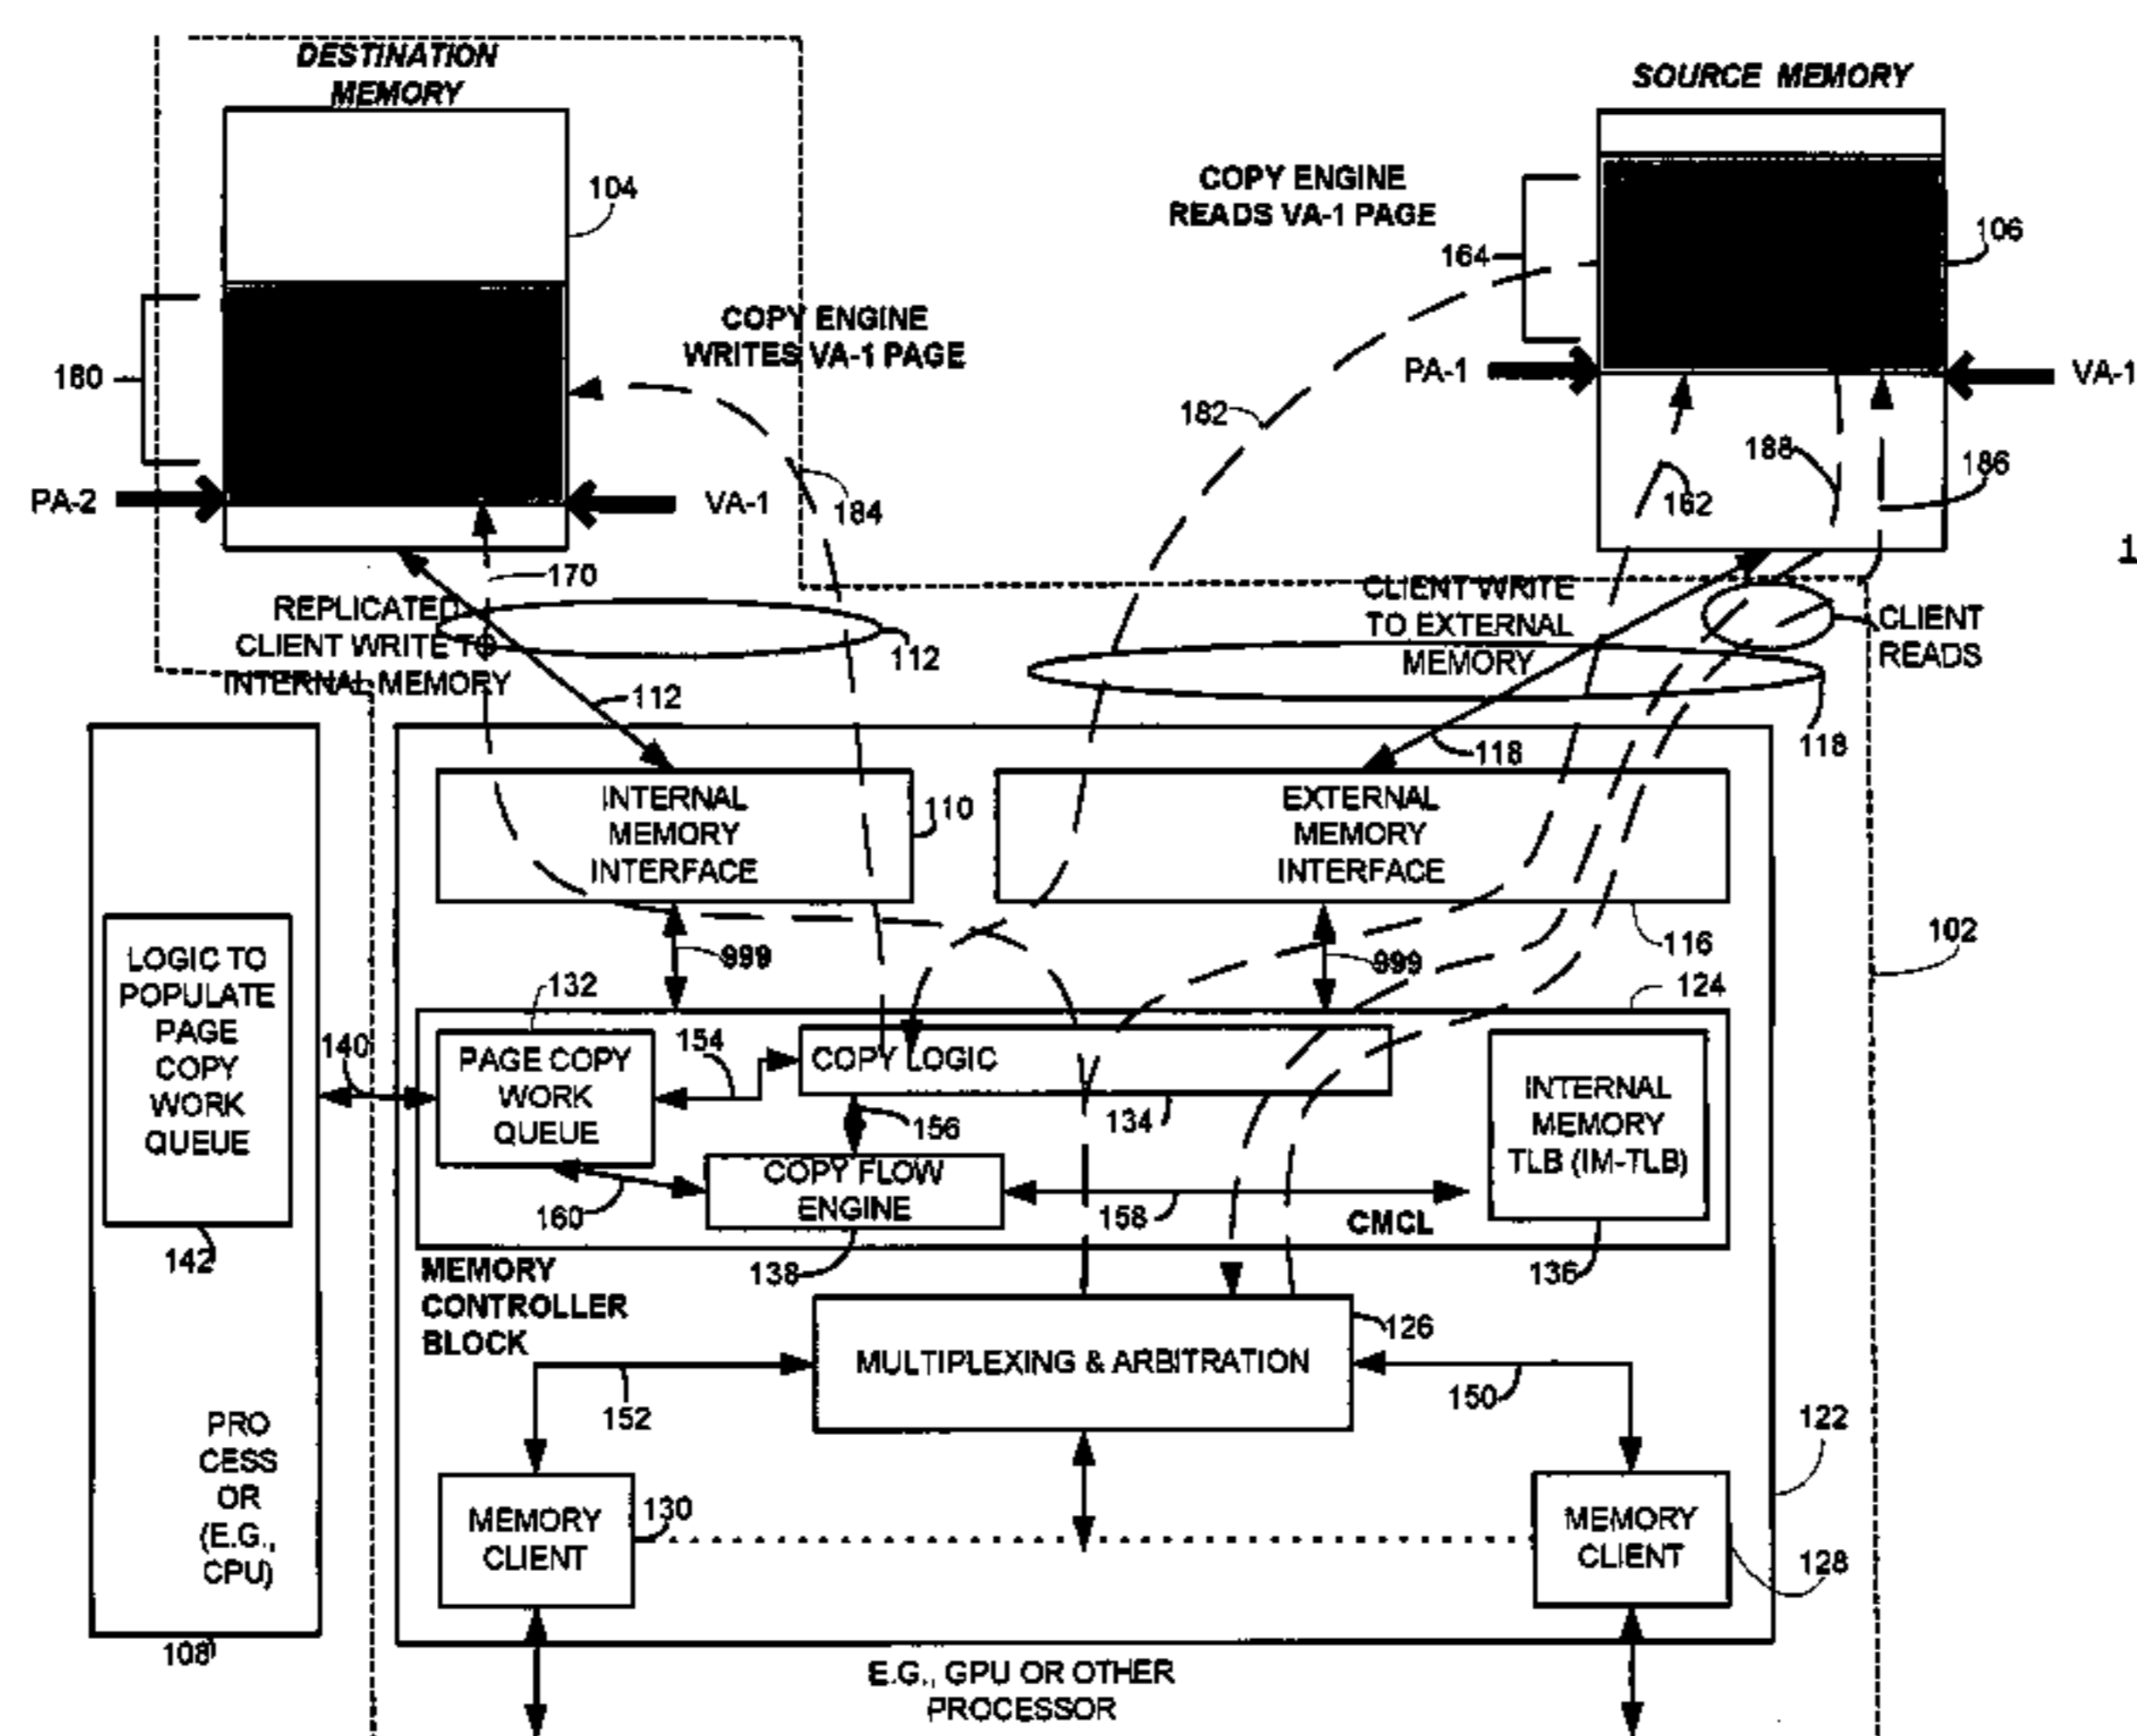 DESTINATION
MEMORY
SOURCE MEMORY
104
COPY ENGINE
READS VA-1 PAGE
164
106
COPY ENGINE
WRITES VA-1 PAGE
180
PA-1
VA-1
182
188
186
162
PA-2
VA-1
184
1
170
REPLICATED
CLIENT WRITE TO
INTERNAL MEMORY
112
112
CLIENT WRITE
TO EXTERNAL
MEMORY
CLIENT
READS
118
118
INTERNAL
MEMORY
INTERFACE
110
EXTERNAL
MEMORY
INTERFACE
116
102
999
999
124
LOGIC TO
POPULATE
PAGE
COPY
WORK
QUEUE
142
140
132
PAGE COPY
WORK
QUEUE
154
COPY LOGIC
134
156
INTERNAL
MEMORY
TLB (IM-TLB)
136
COPY FLOW
ENGINE
160
158
CMCL
138
MEMORY
CONTROLLER
BLOCK
126
MULTIPLEXING & ARBITRATION
152
150
122
PRO
CESS
OR
(E.G.,
CPU)
108
MEMORY
CLIENT
130
MEMORY
CLIENT
128
E.G., GPU OR OTHER
PROCESSOR